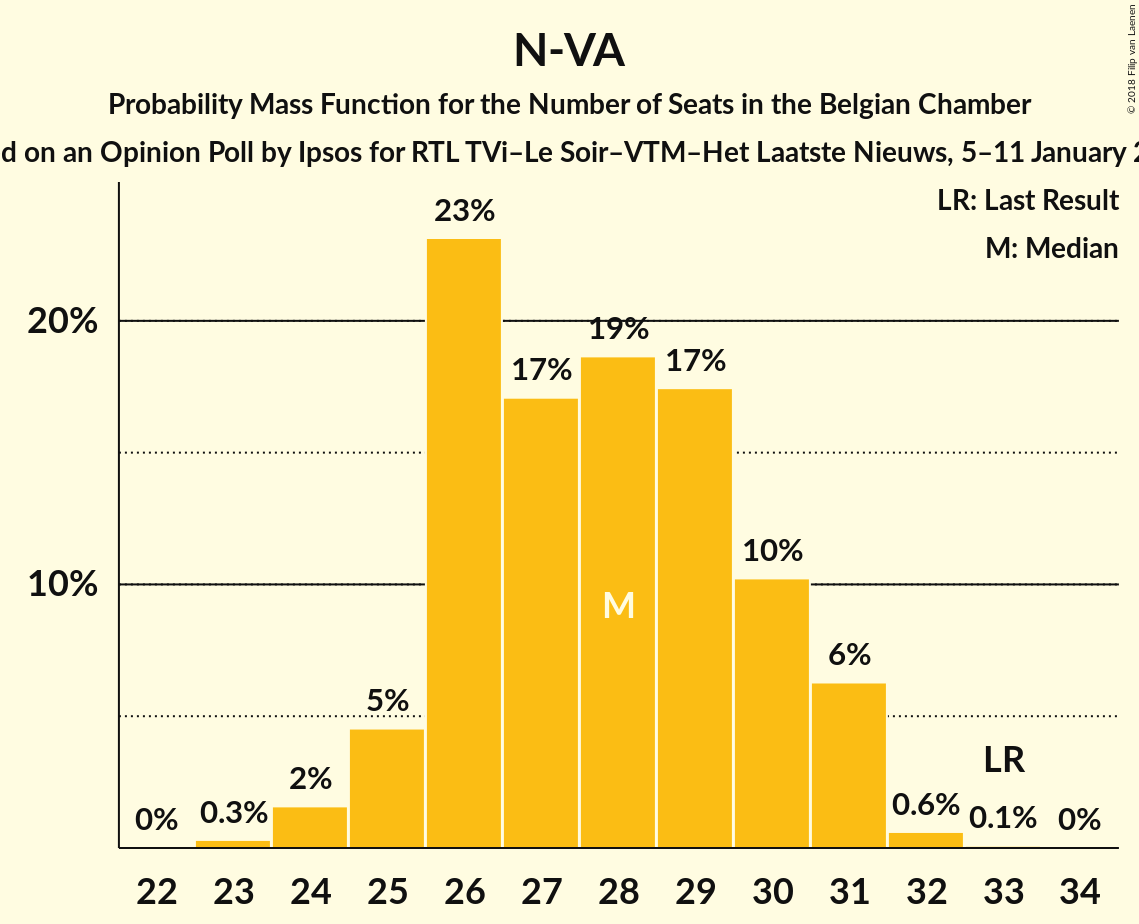 N-VA
Probability Mass Function for the Number of Seats in the Belgian Chamber
on an Opinion Poll by Ipsos for RTL TVi–Le Soir–VTM–Het Laatste Nieuws, 5–11 January
© 2018 Filip van Laenen
LR: Last Result
M: Median
20%
10%
0%
0.3%
2%
5%
23%
17%
19%
17%
10%
6%
0.6%
0.1%
0%
M
LR
22 23 24 25 26 27 28 29 30 31 32 33 34